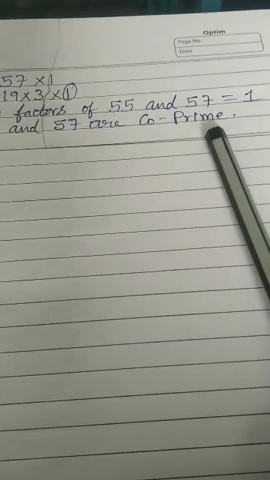 Optim
Page No.
Date
57 × 1
19 × 3 × 1
factors of 55 and 57 = 1
and 57 are Co-Prime.